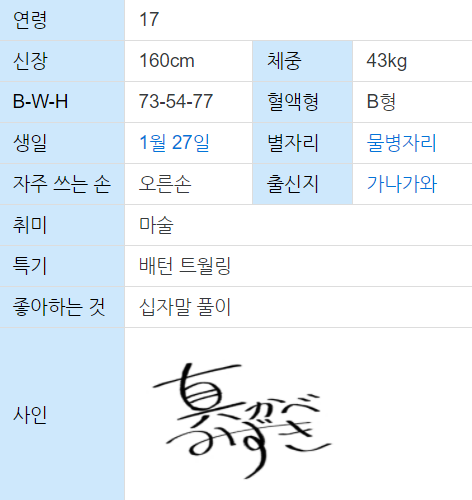 연령 17
신장 160cm 체중 43kg
B-W-H 73-54-77 혈액형 B형
생일 1월 27일 별자리 물병자리
자주 쓰는 손 오른손 출신지 가나가와
취미 마술
특기 배턴 트월링
좋아하는 것 십자말 풀이
사인
真かべ
みずき